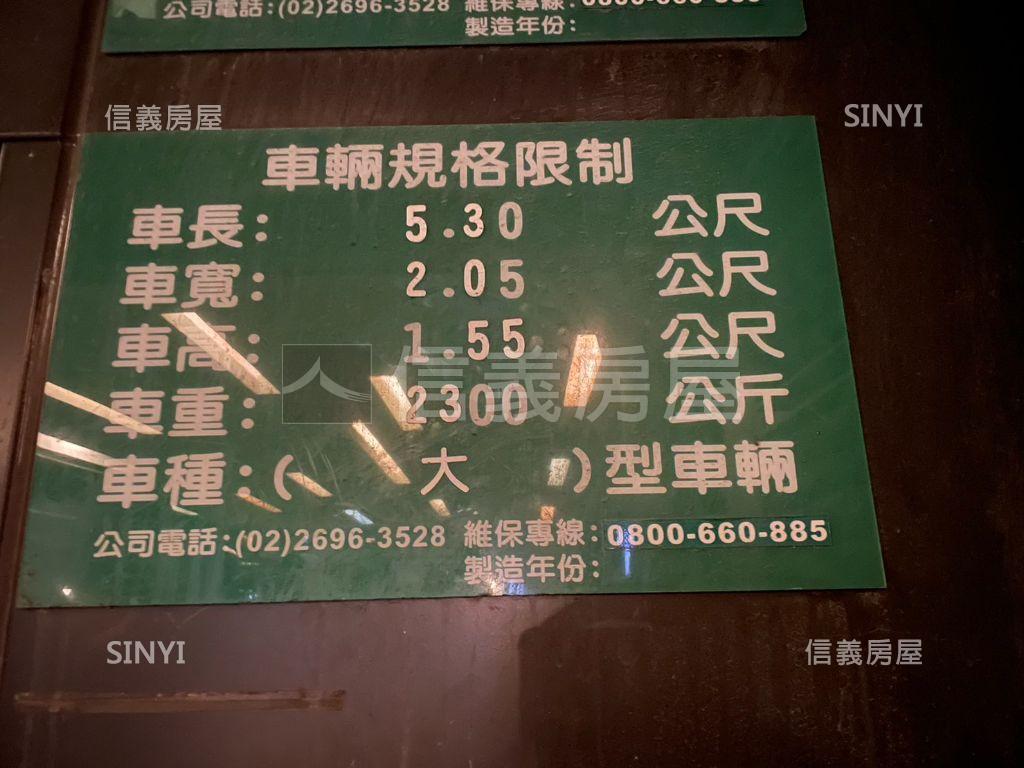 公司電話:(02)2696-3528 維保專線:
製造年份:
信義房屋
SINYI
車輛規格限制
車長: 5.30 公尺
車寬: 2.05 公尺
車高: 1.55 公尺
信義房屋
車重: 2300 公斤
車種:( 大 )型車輛
公司電話:(02)2696-3528 維保專線:0800-660-885
製造年份:
SINYI
信義房屋